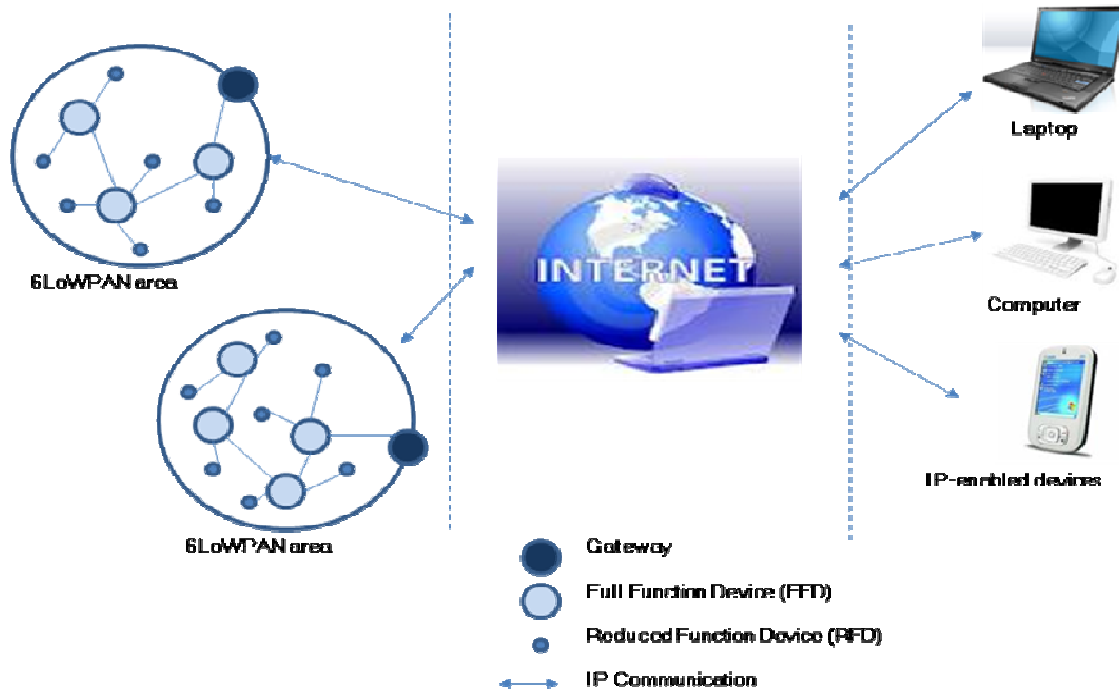 6LoWPAN area
6LoWPAN area
INTERNET
Laptop
Computer
IP-enabled devices
Gateway
Full Function Device (FFD)
Reduced Function Device (RFD)
IP Communication